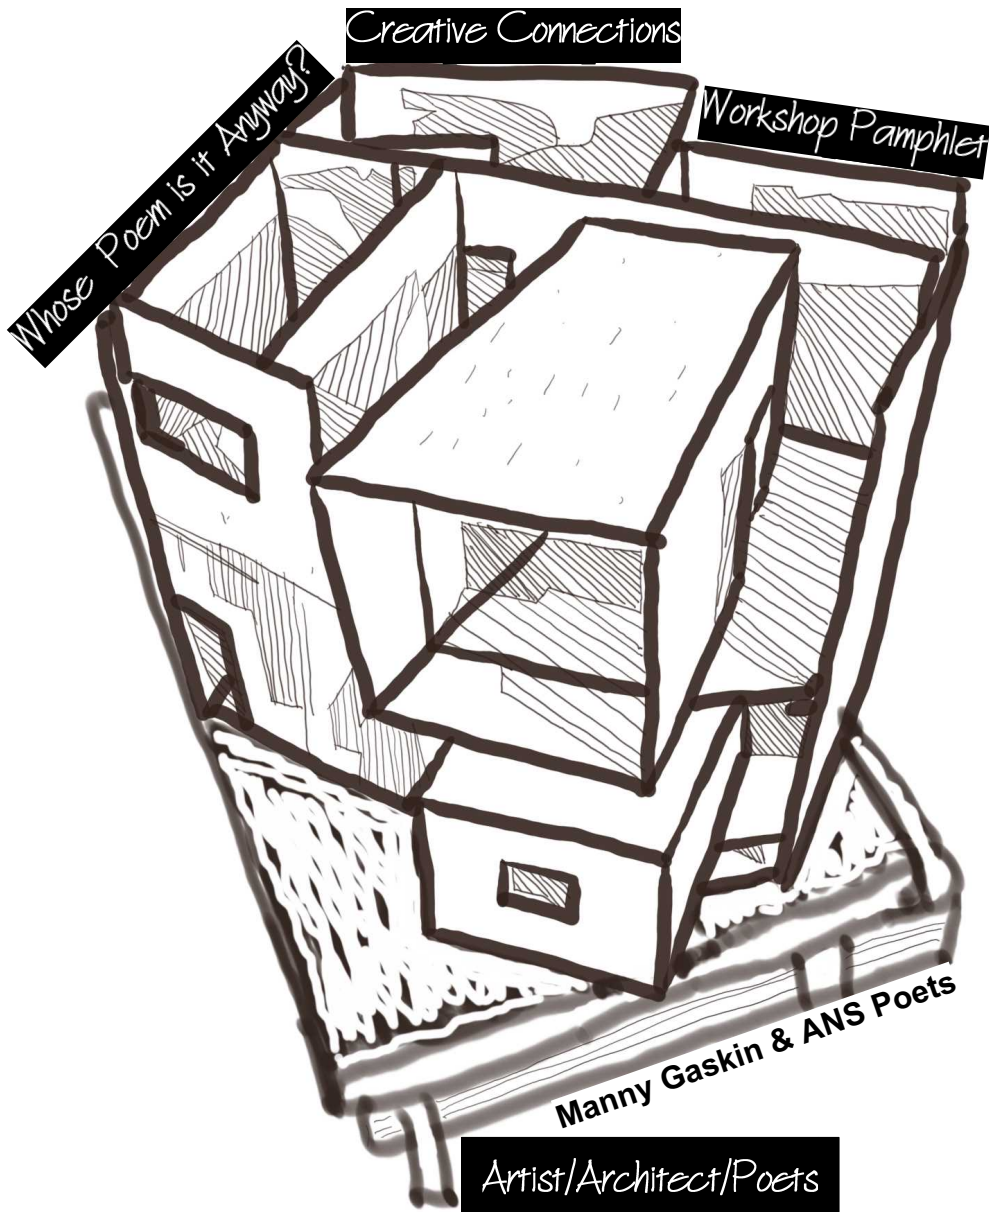 Creative Connections
Whose Poem is it Anyway?
Workshop Pamphlet
Manny Gaskin & ANS Poets
Artist/Architect/Poets